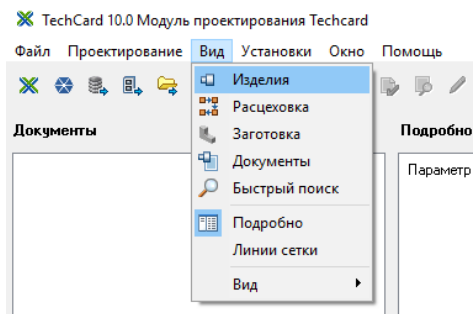 TechCard 10.0 Модуль проектирования Techcard
Файл Проектирование Вид Установки Окно Помощь
Изделия
Расцеховка
Документы Заготовка Подробно
Документы Параметр
Быстрый поиск
Подробно
Линии сетки
Вид